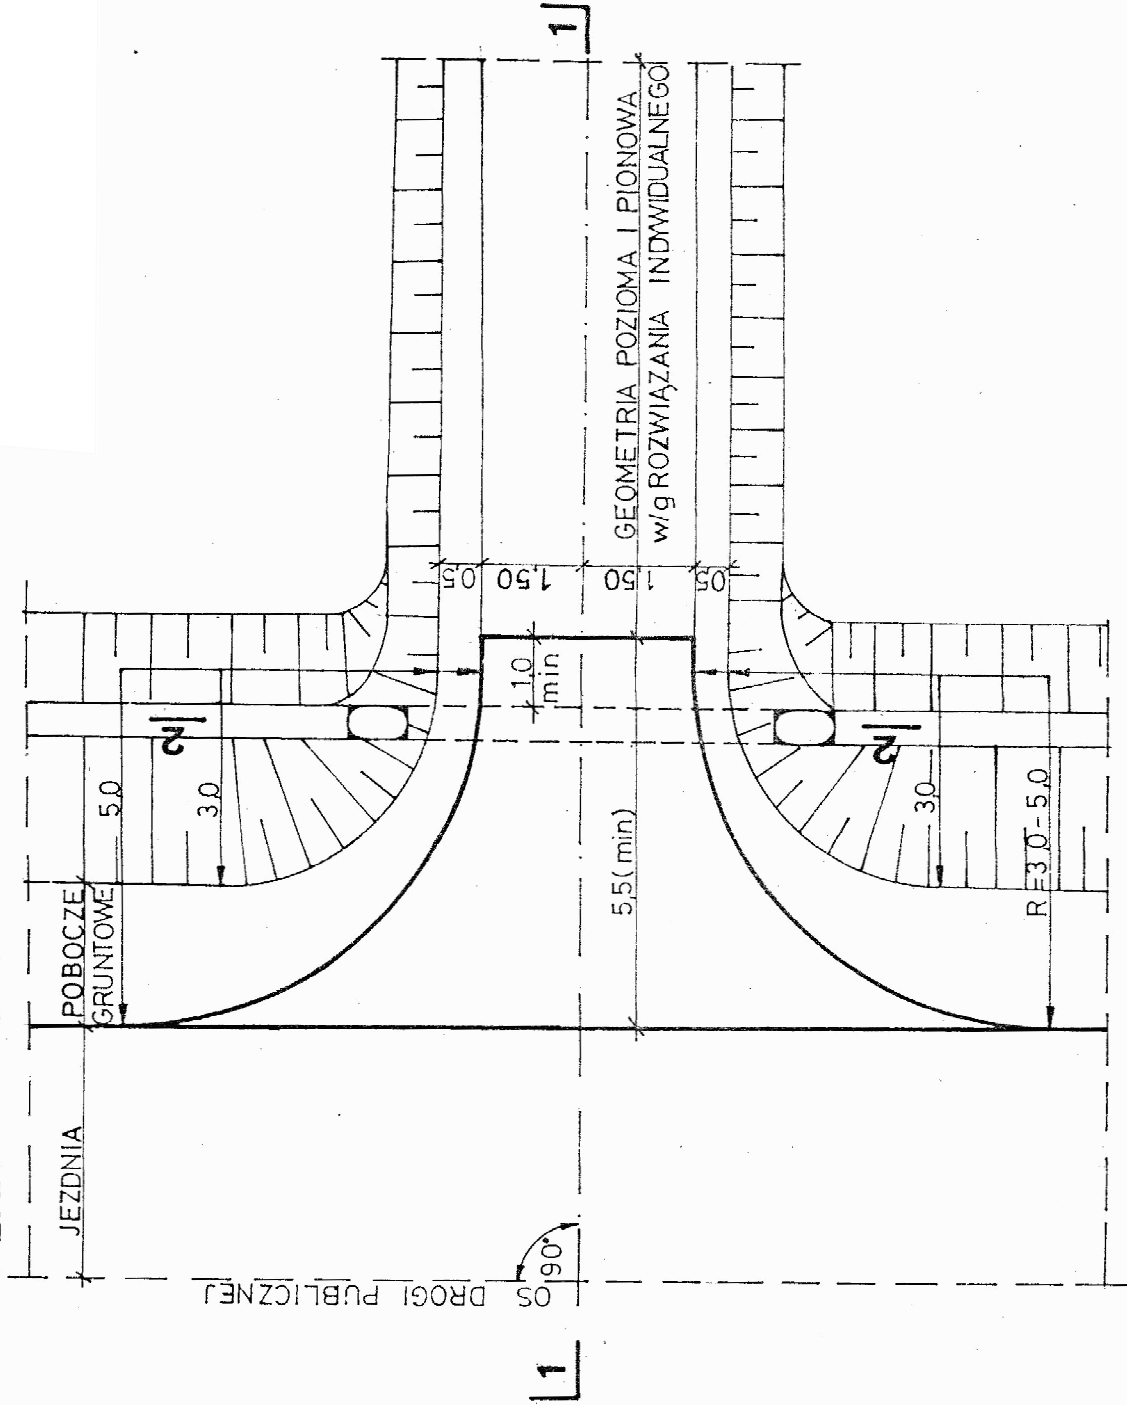 1
GEOMETRIA POZIOMA I PIONOWA
w/g ROZWIĄZANIA INDYWIDUALNEGO
0,5
1,50
1,50
0,5
1,0
min
2
2
5,0
3,0
5,5(min)
3,0
R=3,0-5,0
POBOCZE
GRUNTOWE
JEZDNIA
90°
OŚ DROGI PUBLICZNEJ
1